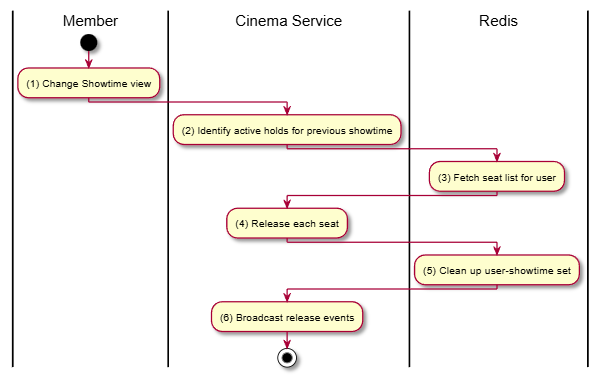 Member
Cinema Service
Redis
(1) Change Showtime view
(2) Identify active holds for previous showtime
(3) Fetch seat list for user
(4) Release each seat
(5) Clean up user-showtime set
(6) Broadcast release events